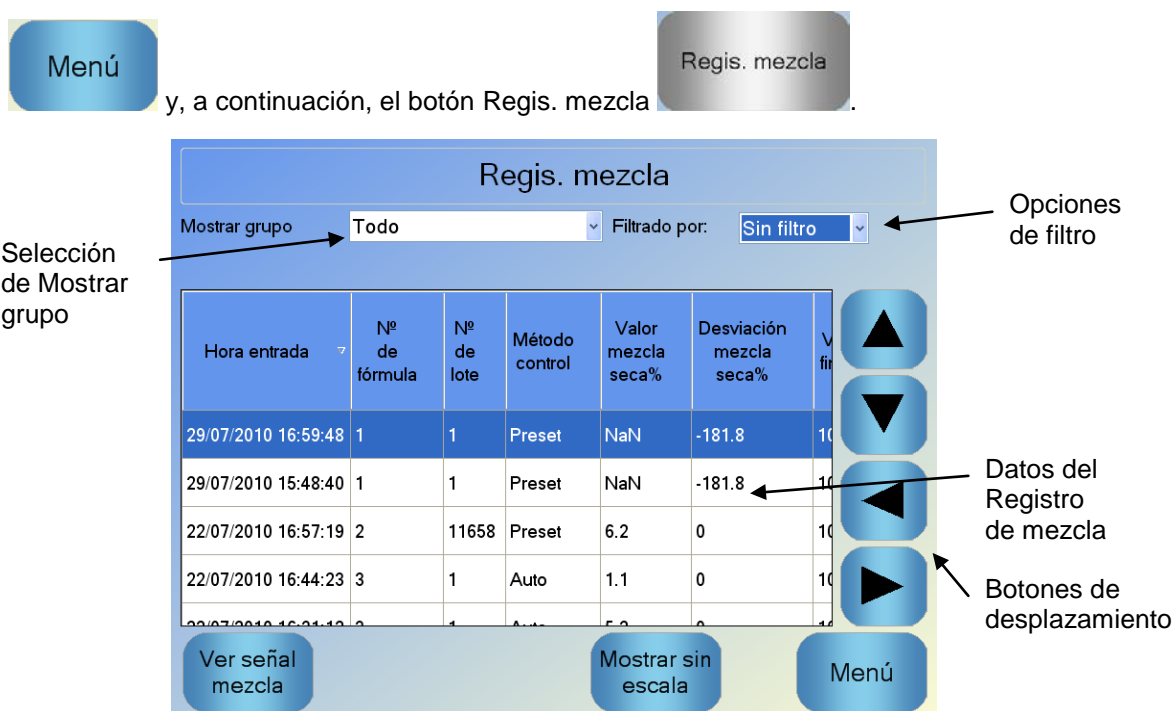 Menú
Regis. mezcla
y, a continuación, el botón Regis. mezcla .
Regis. mezcla
Mostrar grupo Todo Filtrado por: Sin filtro
Opciones
de filtro
Selección
de Mostrar
grupo
Hora entrada
Nº
de
fórmula
Nº
de
lote
Método
control
Valor
mezcla
seca%
Desviación
mezcla
seca%
29/07/2010 16:59:48 1 1 Preset NaN -181.8
29/07/2010 15:48:40 1 1 Preset NaN -181.8
22/07/2010 16:57:19 2 11658 Preset 6.2 0
22/07/2010 16:44:23 3 1 Auto 1.1 0
Datos del
Registro
de mezcla
Botones de
desplazamiento
Ver señal
mezcla
Mostrar sin
escala
Menú